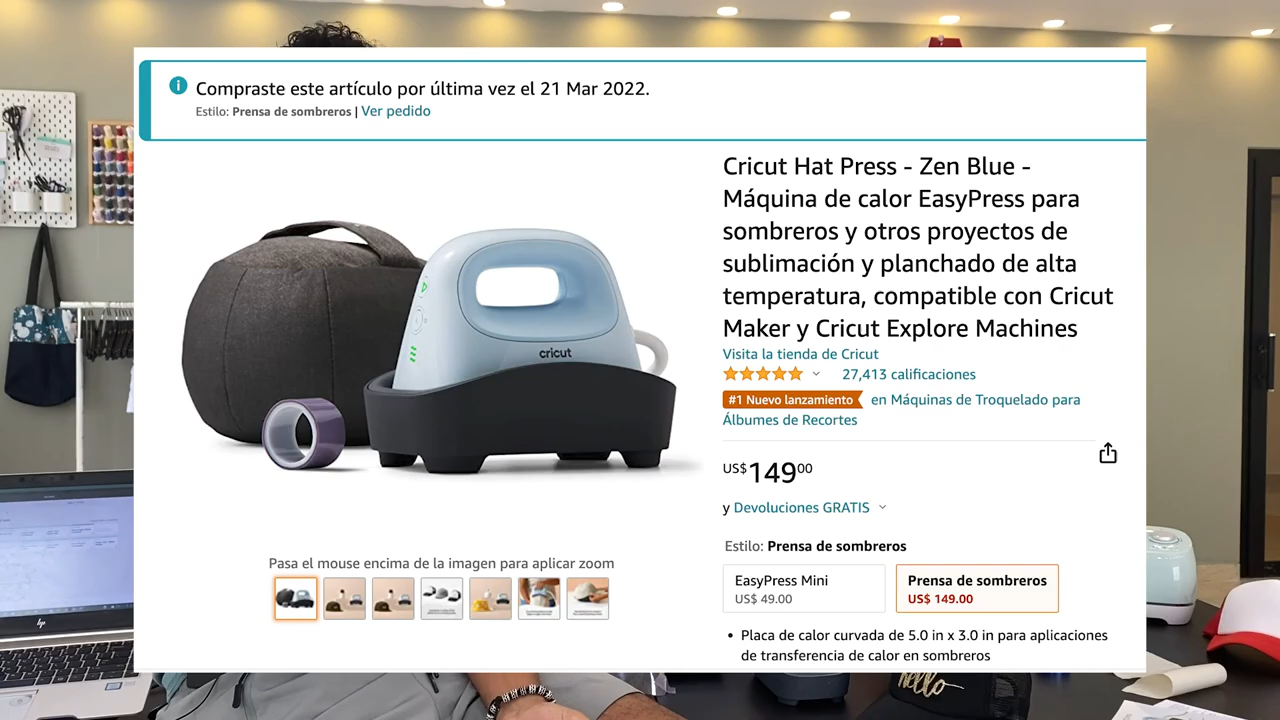 Compraste este artículo por última vez el 21 Mar 2022.
Estilo: Prensa de sombreros | Ver pedido
Cricut Hat Press - Zen Blue -
Máquina de calor EasyPress para
sombreros y otros proyectos de
sublimación y planchado de alta
temperatura, compatible con Cricut
Maker y Cricut Explore Machines
Visita la tienda de Cricut
27,413 calificaciones
#1 Nuevo lanzamiento en Máquinas de Troquelado para
Álbumes de Recortes
US$14900
y Devoluciones GRATIS
Estilo: Prensa de sombreros
EasyPress Mini
US$ 49.00
Prensa de sombreros
US$ 149.00
• Placa de calor curvada de 5.0 in x 3.0 in para aplicaciones
de transferencia de calor en sombreros
cricut
Pasa el mouse encima de la imagen para aplicar zoom
hp
hello